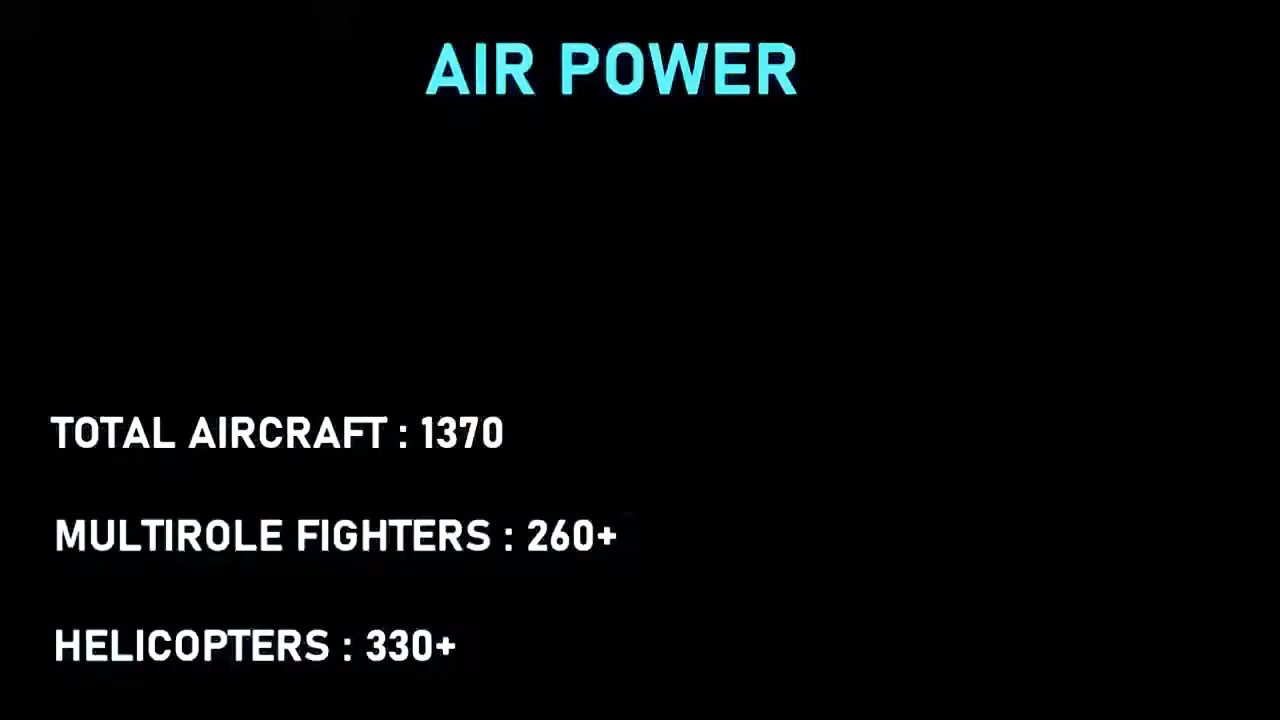 AIR POWER
TOTAL AIRCRAFT : 1370
MULTIROLE FIGHTERS : 260+
HELICOPTERS : 330+